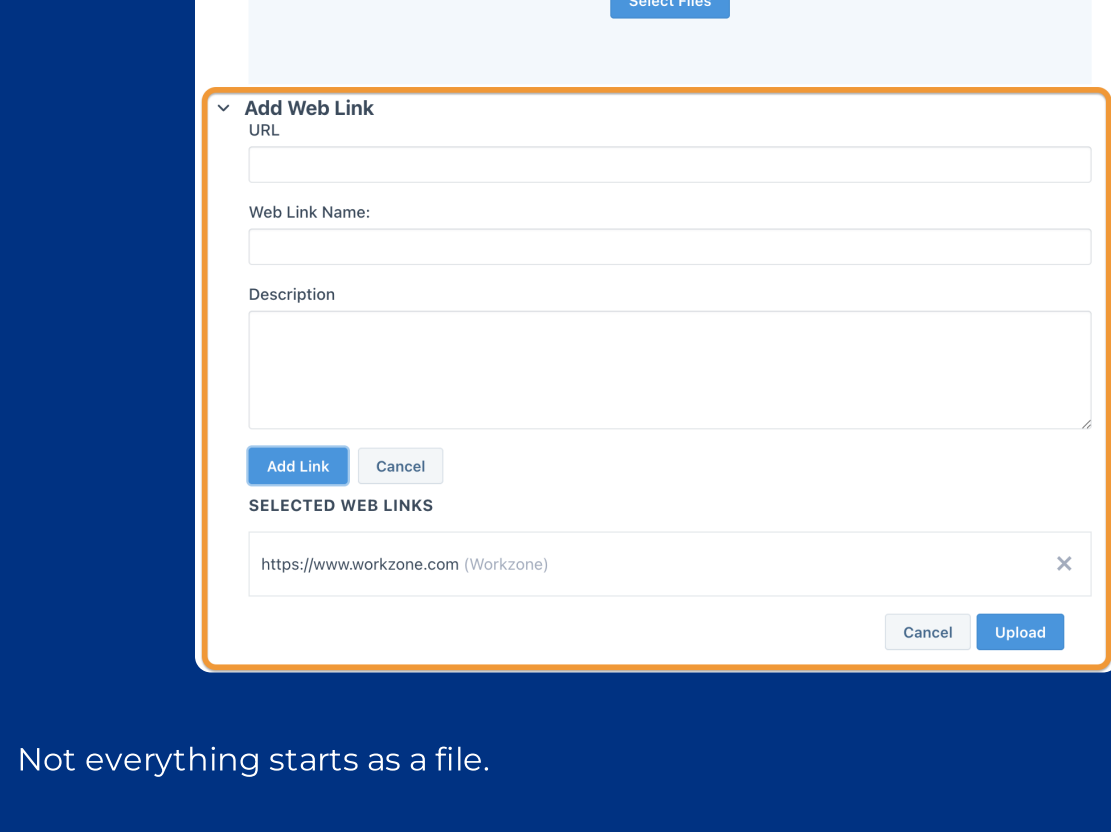 Select Files
Add Web Link
URL
Web Link Name:
Description
Add Link Cancel
SELECTED WEB LINKS
https://www.workzone.com (Workzone)
Cancel Upload
Not everything starts as a file.